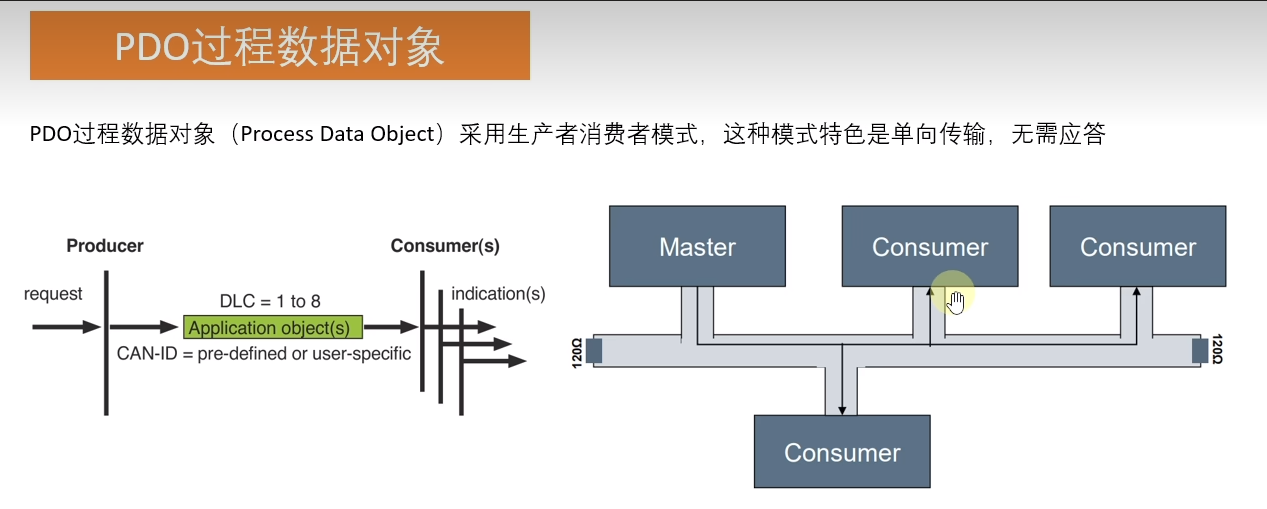 PDO过程数据对象
PDO过程数据对象（Process Data Object）采用生产者消费者模式，这种模式特色是单向传输，无需应答
Producer
Consumer(s)
request
DLC = 1 to 8
indication(s)
Application object(s)
CAN-ID = pre-defined or user-specific
Master
Consumer
Consumer
120Ω
120Ω
Consumer